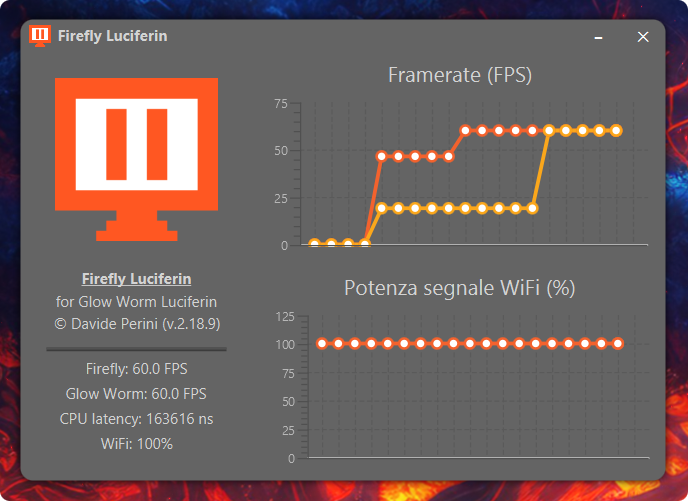 Firefly Luciferin
Firefly Luciferin
for Glow Worm Luciferin
© Davide Perini (v.2.18.9)
Firefly: 60.0 FPS
Glow Worm: 60.0 FPS
CPU latency: 163616 ns
WiFi: 100%
Framerate (FPS)
75
50
25
0
Potenza segnale WiFi (%)
125
100
75
50
25
0